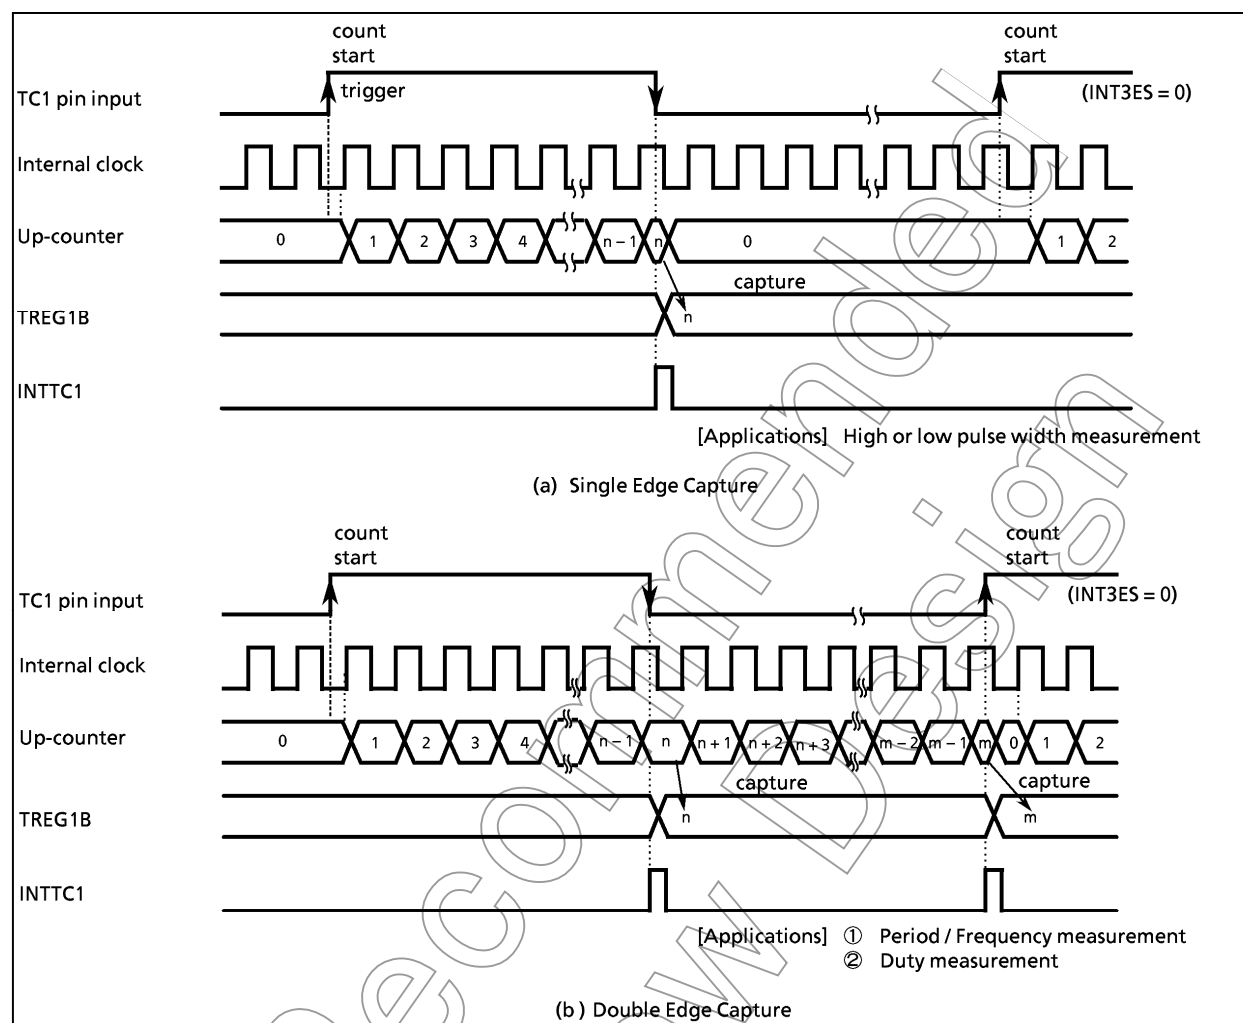 count
start
TC1 pin input
trigger
count
start
(INT3ES = 0)
Internal clock
Up-counter
0 1 2 3 4 n – 1 n 0 1 2
capture
TREG1B
n
INTTC1
[Applications] High or low pulse width measurement
(a) Single Edge Capture
count
start
TC1 pin input
count
start
(INT3ES = 0)
Internal clock
Up-counter
0 1 2 3 4 n – 1 n n + 1 n + 2 n + 3 m – 2 m – 1 m 0 1 2
capture
capture
TREG1B
n
m
INTTC1
[Applications] ① Period / Frequency measurement
② Duty measurement
(b) Double Edge Capture